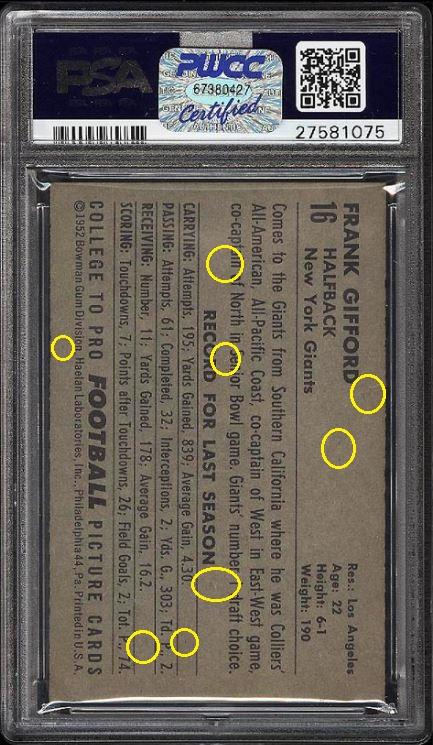 PSA
PWCC
67380427
Certified
27581075
FRANK GIFFORD
16 HALFBACK
New York Giants
Res.: Los Angeles
Age: 22
Height: 6-1
Weight: 190
Comes to the Giants from Southern California where he was Colliers'
All-American, All-Pacific Coast, co-captain of West in East-West game,
co-captain of North in Senior Bowl game. Giants' number draft choice.
RECORD FOR LAST SEASON
CARRYING: Attempts, 195; Yards Gained, 839; Average Gain, 4.30.
PASSING: Attempts, 61; Completed, 32; Interceptions, 2; Yds. G., 303; Td. P., 2.
RECEIVING: Number, 11; Yards Gained, 178; Average Gain, 16.2.
SCORING: Touchdowns, 7; Points after Touchdowns, 26; Field Goals, 2; Tot. P., 74.
COLLEGE TO PRO FOOTBALL PICTURE CARDS
©1952 Bowman Gum Division, Haelan Laboratories, Inc., Philadelphia 44, Pa. Printed in U.S.A.